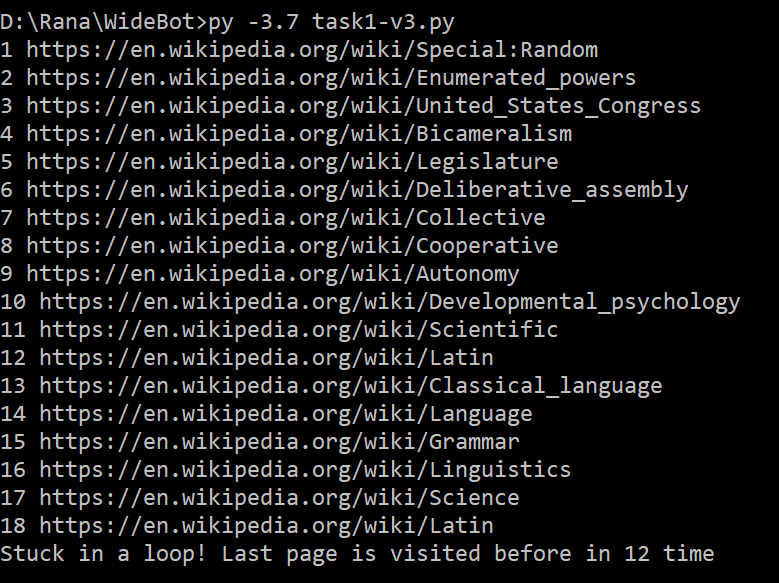 D:\Rana\WideBot>py -3.7 task1-v3.py
1 https://en.wikipedia.org/wiki/Special:Random
2 https://en.wikipedia.org/wiki/Enumerated_powers
3 https://en.wikipedia.org/wiki/United_States_Congress
4 https://en.wikipedia.org/wiki/Bicameralism
5 https://en.wikipedia.org/wiki/Legislature
6 https://en.wikipedia.org/wiki/Deliberative_assembly
7 https://en.wikipedia.org/wiki/Collective
8 https://en.wikipedia.org/wiki/Cooperative
9 https://en.wikipedia.org/wiki/Autonomy
10 https://en.wikipedia.org/wiki/Developmental_psychology
11 https://en.wikipedia.org/wiki/Scientific
12 https://en.wikipedia.org/wiki/Latin
13 https://en.wikipedia.org/wiki/Classical_language
14 https://en.wikipedia.org/wiki/Language
15 https://en.wikipedia.org/wiki/Grammar
16 https://en.wikipedia.org/wiki/Linguistics
17 https://en.wikipedia.org/wiki/Science
18 https://en.wikipedia.org/wiki/Latin
Stuck in a loop! Last page is visited before in 12 time